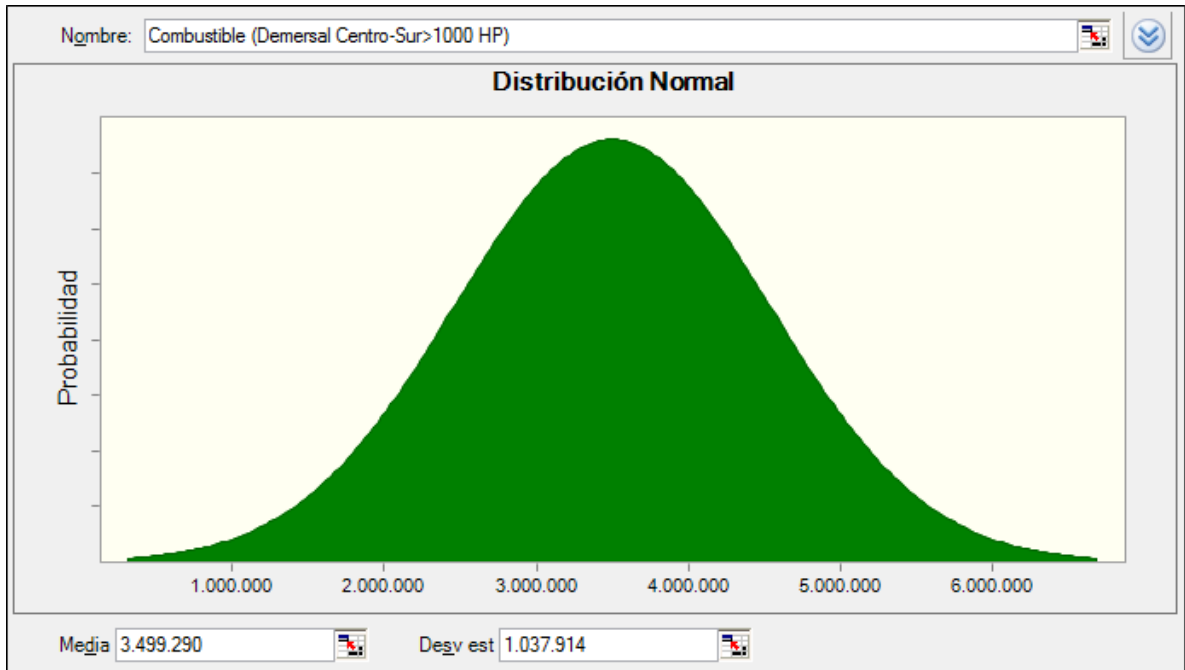 Nombre: Combustible (Demersal Centro-Sur>1000 HP)
Distribución Normal
Probabilidad
1.000.000 2.000.000 3.000.000 4.000.000 5.000.000 6.000.000
Media 3.499.290 Desv est 1.037.914